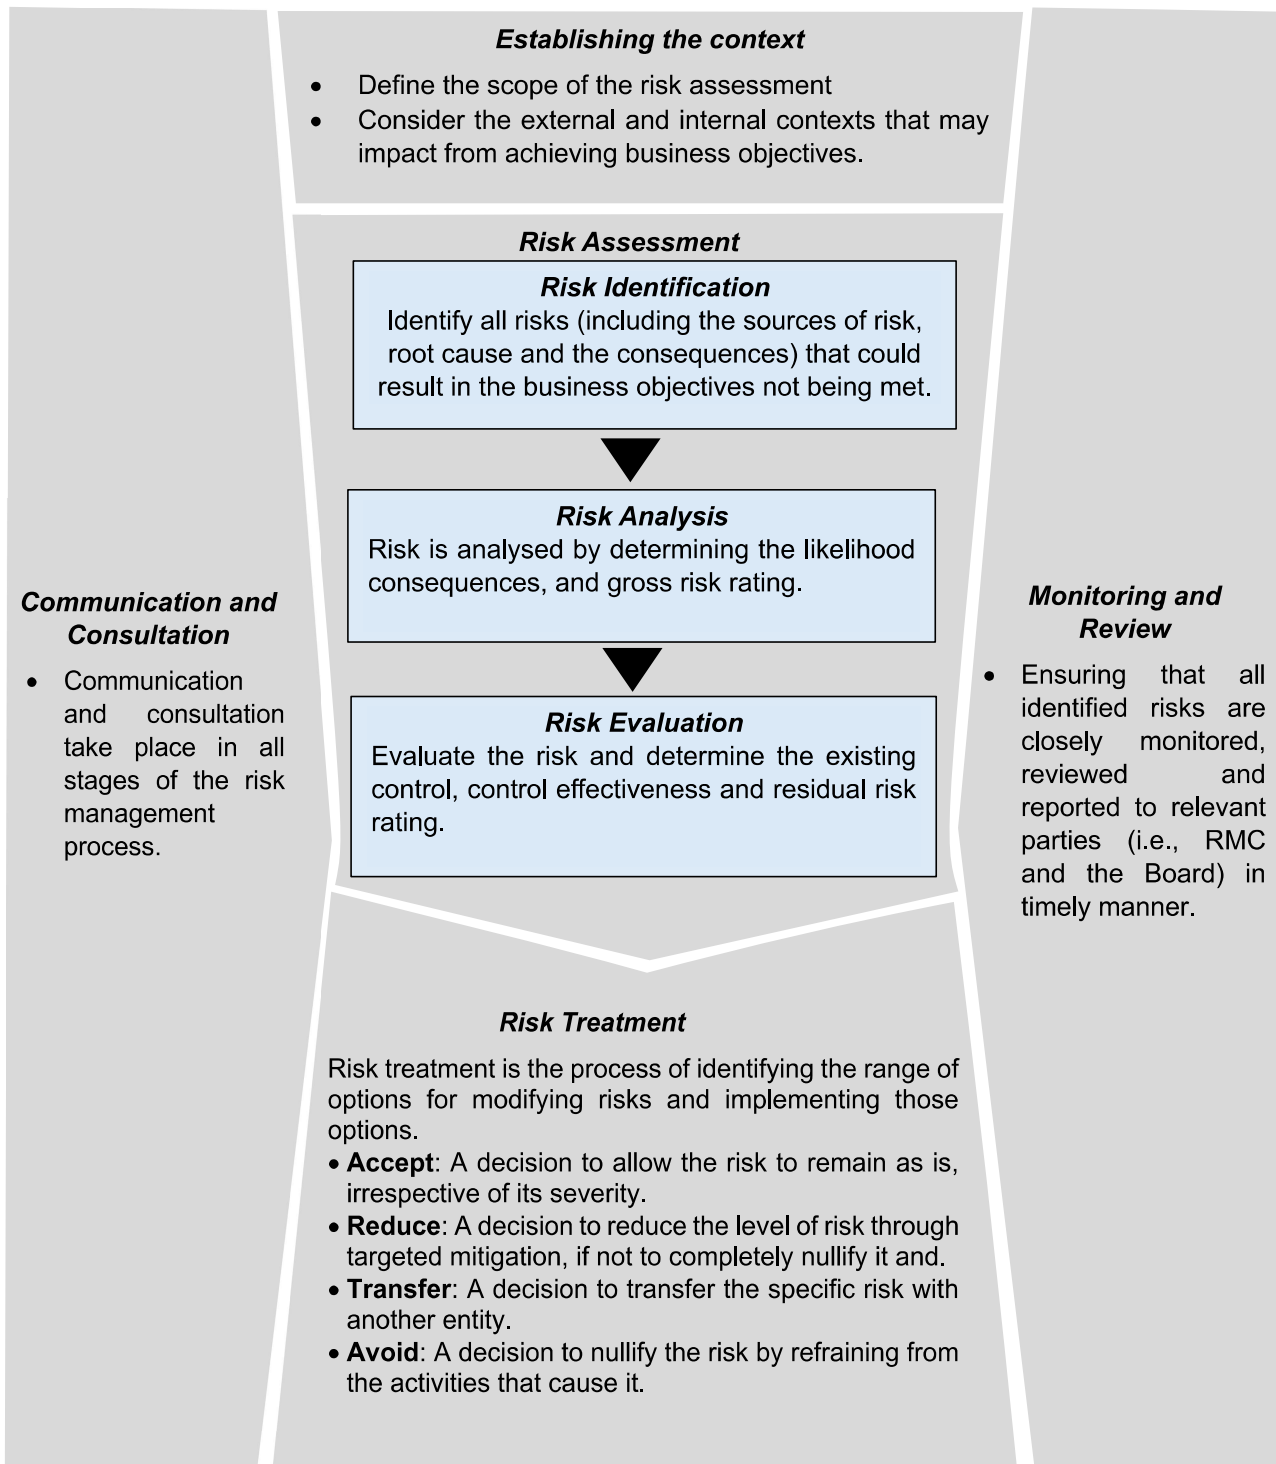 Establishing the context
• Define the scope of the risk assessment
• Consider the external and internal contexts that may
impact from achieving business objectives.
Risk Assessment
Risk Identification
Identify all risks (including the sources of risk,
root cause and the consequences) that could
result in the business objectives not being met.
Risk Analysis
Risk is analysed by determining the likelihood
consequences, and gross risk rating.
Risk Evaluation
Evaluate the risk and determine the existing
control, control effectiveness and residual risk
rating.
Communication and
Consultation
• Communication
and consultation
take place in all
stages of the risk
management
process.
Monitoring and
Review
• Ensuring that all
identified risks are
closely monitored,
reviewed and
reported to relevant
parties (i.e., RMC
and the Board) in
timely manner.
Risk Treatment
Risk treatment is the process of identifying the range of
options for modifying risks and implementing those
options.
• Accept: A decision to allow the risk to remain as is,
irrespective of its severity.
• Reduce: A decision to reduce the level of risk through
targeted mitigation, if not to completely nullify it and.
• Transfer: A decision to transfer the specific risk with
another entity.
• Avoid: A decision to nullify the risk by refraining from
the activities that cause it.